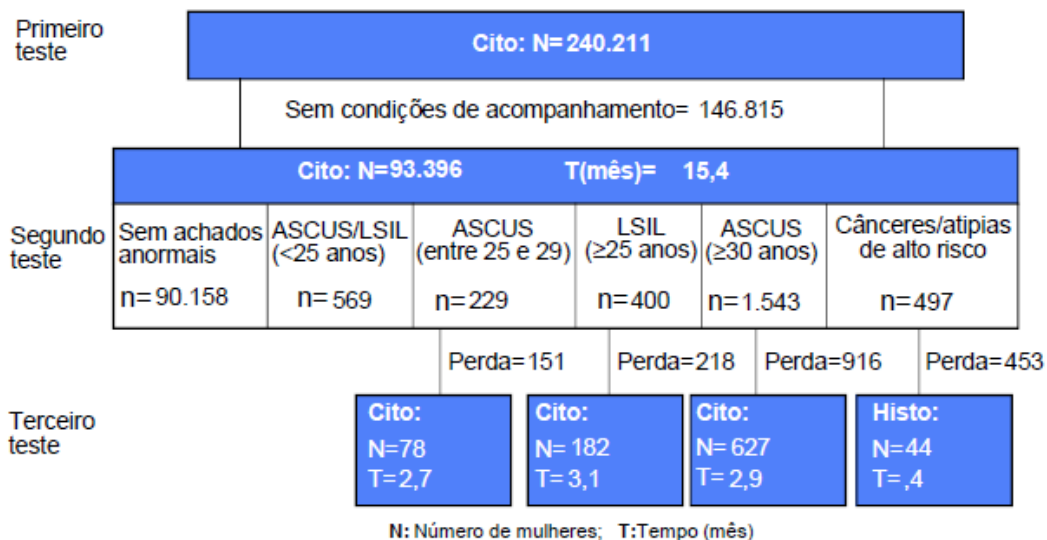 Primeiro
teste
Cito: N=240.211
Sem condições de acompanhamento= 146.815
Cito: N=93.396 T(mês)= 15,4
Segundo
teste
Sem achados
anormais
n=90.158
ASCUS/LSIL
(<25 anos)
n=569
ASCUS
(entre 25 e 29)
n=229
LSIL
(≥25 anos)
n=400
ASCUS
(≥30 anos)
n=1.543
Cânceres/atipias
de alto risco
n=497
Perda=151
Perda=218
Perda=916
Perda=453
Terceiro
teste
Cito:
N=78
T=2,7
Cito:
N=182
T=3,1
Cito:
N=627
T=2,9
Histo:
N=44
T=,4
N: Número de mulheres; T:Tempo (mês)